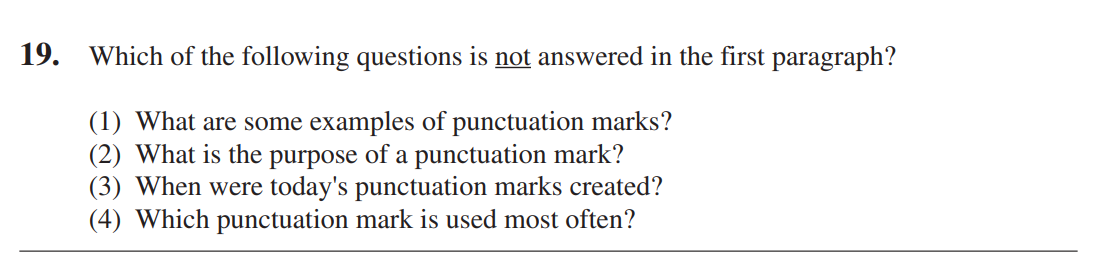 19. Which of the following questions is not answered in the first paragraph?
(1) What are some examples of punctuation marks?
(2) What is the purpose of a punctuation mark?
(3) When were today's punctuation marks created?
(4) Which punctuation mark is used most often?